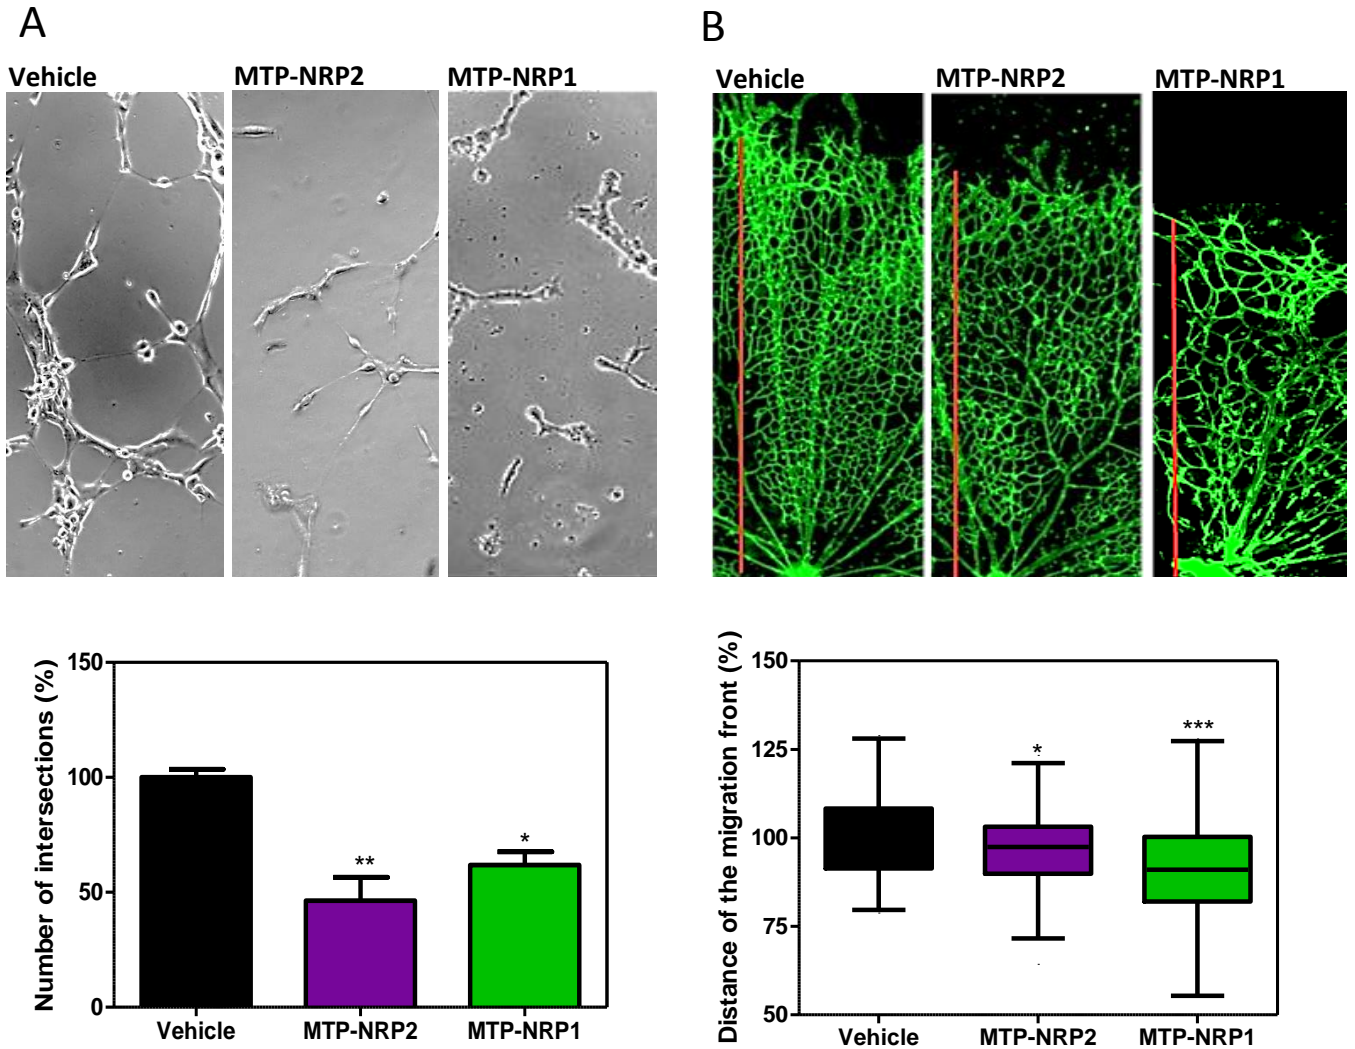 A
B
Vehicle
MTP-NRP2
MTP-NRP1
Vehicle
MTP-NRP2
MTP-NRP1
Number of intersections (%)
150
100
50
0
**
*
Vehicle
MTP-NRP2
MTP-NRP1
Distance of the migration front (%)
150
125
100
75
50
*
***
Vehicle
MTP-NRP2
MTP-NRP1